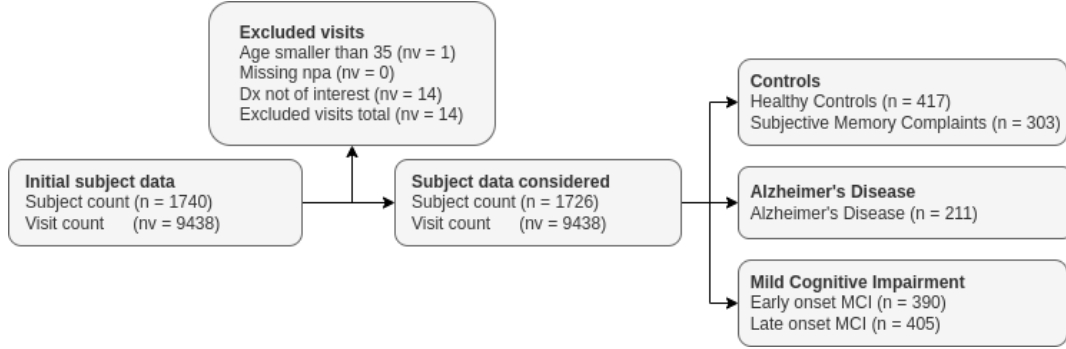 Excluded visits
Age smaller than 35 (nv = 1)
Missing npa (nv = 0)
Dx not of interest (nv = 14)
Excluded visits total (nv = 14)
Initial subject data
Subject count (n = 1740)
Visit count (nv = 9438)
Subject data considered
Subject count (n = 1726)
Visit count (nv = 9438)
Controls
Healthy Controls (n = 417)
Subjective Memory Complaints (n = 303)
Alzheimer's Disease
Alzheimer's Disease (n = 211)
Mild Cognitive Impairment
Early onset MCI (n = 390)
Late onset MCI (n = 405)